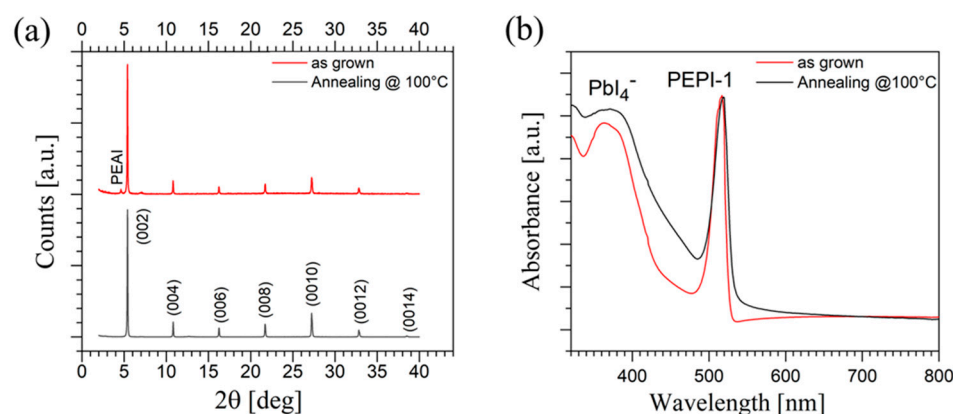 (a)
0 5 10 15 20 25 30 35 40
as grown
Annealing @ 100°C
PEAI
(002)
(004)
(006)
(008)
(0010)
(0012)
(0014)
Counts [a.u.]
0 5 10 15 20 25 30 35 40
2θ [deg]
(b)
as grown
Annealing @100°C
PbI₄⁻
PEPI-1
Absorbance [a.u.]
400 500 600 700 800
Wavelength [nm]